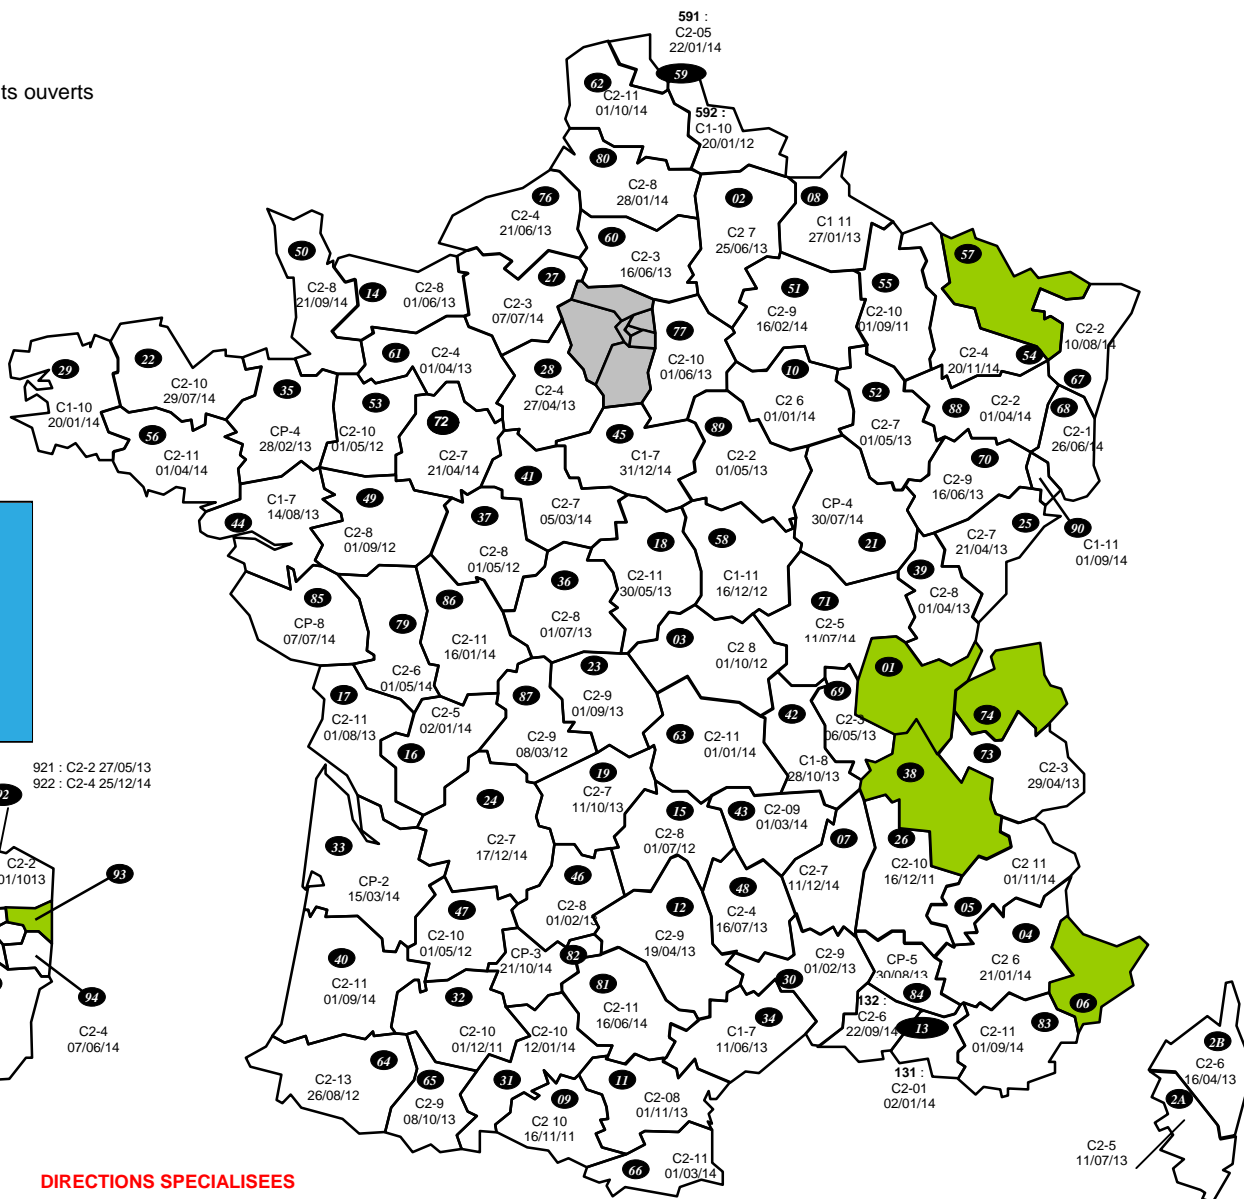 591 :
C2-05
22/01/14
59
ts ouverts
62
C2-11
01/10/14
592 :
C1-10
20/01/12
80
C2-8
28/01/14
76
C2-4
21/06/13
02
C2 7
25/06/13
08
C1 11
27/01/13
60
C2-3
16/06/13
50
C2-8
21/09/14
14
C2-8
01/06/13
27
C2-3
07/07/14
51
C2-9
16/02/14
55
C2-10
01/09/11
57
C2-2
10/08/14
67
54
C2-4
20/11/14
77
C2-10
01/06/13
61
C2-4
01/04/13
28
C2-4
27/04/13
10
C2 6
01/01/14
52
C2-7
01/05/13
88
C2-2
01/04/14
68
C2-1
26/06/14
29
C1-10
20/01/14
22
C2-10
29/07/14
35
CP-4
28/02/13
53
C2-10
01/05/12
72
C2-7
21/04/14
56
C2-11
01/04/14
45
C1-7
31/12/14
89
C2-2
01/05/13
70
C2-9
16/06/13
41
C2-7
05/03/14
CP-4
30/07/14
21
25
C2-7
21/04/13
90
C1-11
01/09/14
C1-7
14/08/13
44
49
C2-8
01/09/12
37
C2-8
01/05/12
18
C2-11
30/05/13
58
C1-11
16/12/12
39
C2-8
01/04/13
36
C2-8
01/07/13
71
C2-5
11/07/14
85
CP-8
07/07/14
79
C2-6
01/05/14
86
C2-11
16/01/14
03
C2 8
01/10/12
01
74
17
C2-11
01/08/13
C2-5
02/01/14
16
87
C2-9
08/03/12
23
C2-9
01/09/13
63
C2-11
01/01/14
42
C1-8
28/10/13
69
C2-3
06/05/13
38
73
C2-3
29/04/13
921 : C2-2 27/05/13
922 : C2-4 25/12/14
C2-2
01/1013
93
94
C2-4
07/06/14
24
C2-7
17/12/14
19
C2-7
11/10/13
15
C2-8
01/07/12
43
C2-09
01/03/14
07
C2-7
11/12/14
26
C2-10
16/12/11
C2 11
01/11/14
05
33
CP-2
15/03/14
46
C2-8
01/02/13
47
C2-10
01/05/12
12
C2-9
19/04/13
48
C2-4
16/07/13
04
C2 6
21/01/14
06
40
C2-11
01/09/14
CP-3
21/10/14
82
81
C2-11
16/06/14
C2-9
01/02/13
30
CP-5
30/08/13
84
32
C2-10
01/12/11
C2-10
12/01/14
31
34
C1-7
11/06/13
132 :
C2-6
22/09/14
13
131 :
C2-01
02/01/14
83
C2-11
01/09/14
64
C2-13
26/08/12
65
C2-9
08/10/13
09
C2 10
16/11/11
11
C2-08
01/11/13
66
C2-11
01/03/14
2B
C2-6
16/04/13
2A
C2-5
11/07/13
DIRECTIONS SPECIALISEES